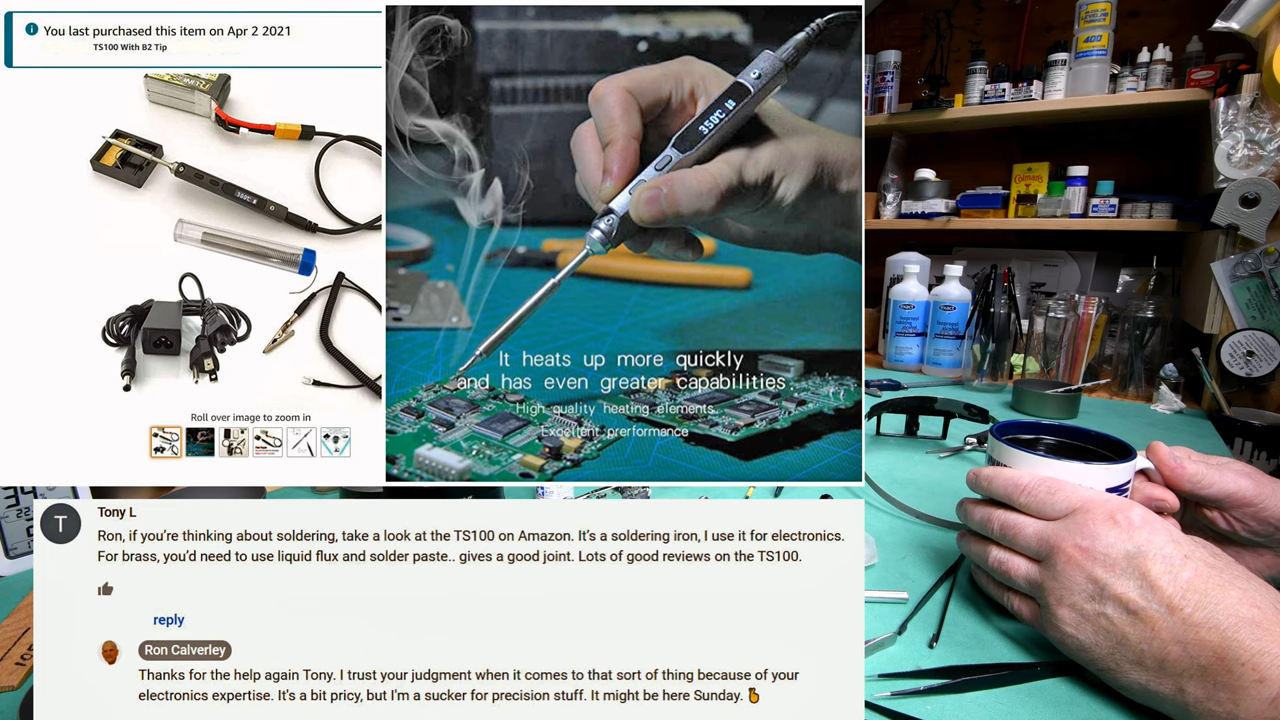 You last purchased this item on Apr 2 2021
TS100 With B2 Tip
350℃
It heats up more quickly
and has even greater capabilities.
High quality heating elements.
Excellent prerformance
Roll over image to zoom in
400
Colman's
T
Tony L
Ron, if you're thinking about soldering, take a look at the TS100 on Amazon. It's a soldering iron, I use it for electronics.
For brass, you'd need to use liquid flux and solder paste.. gives a good joint. Lots of good reviews on the TS100.
reply
Ron Calverley
Thanks for the help again Tony. I trust your judgment when it comes to that sort of thing because of your
electronics expertise. It's a bit pricy, but I'm a sucker for precision stuff. It might be here Sunday.